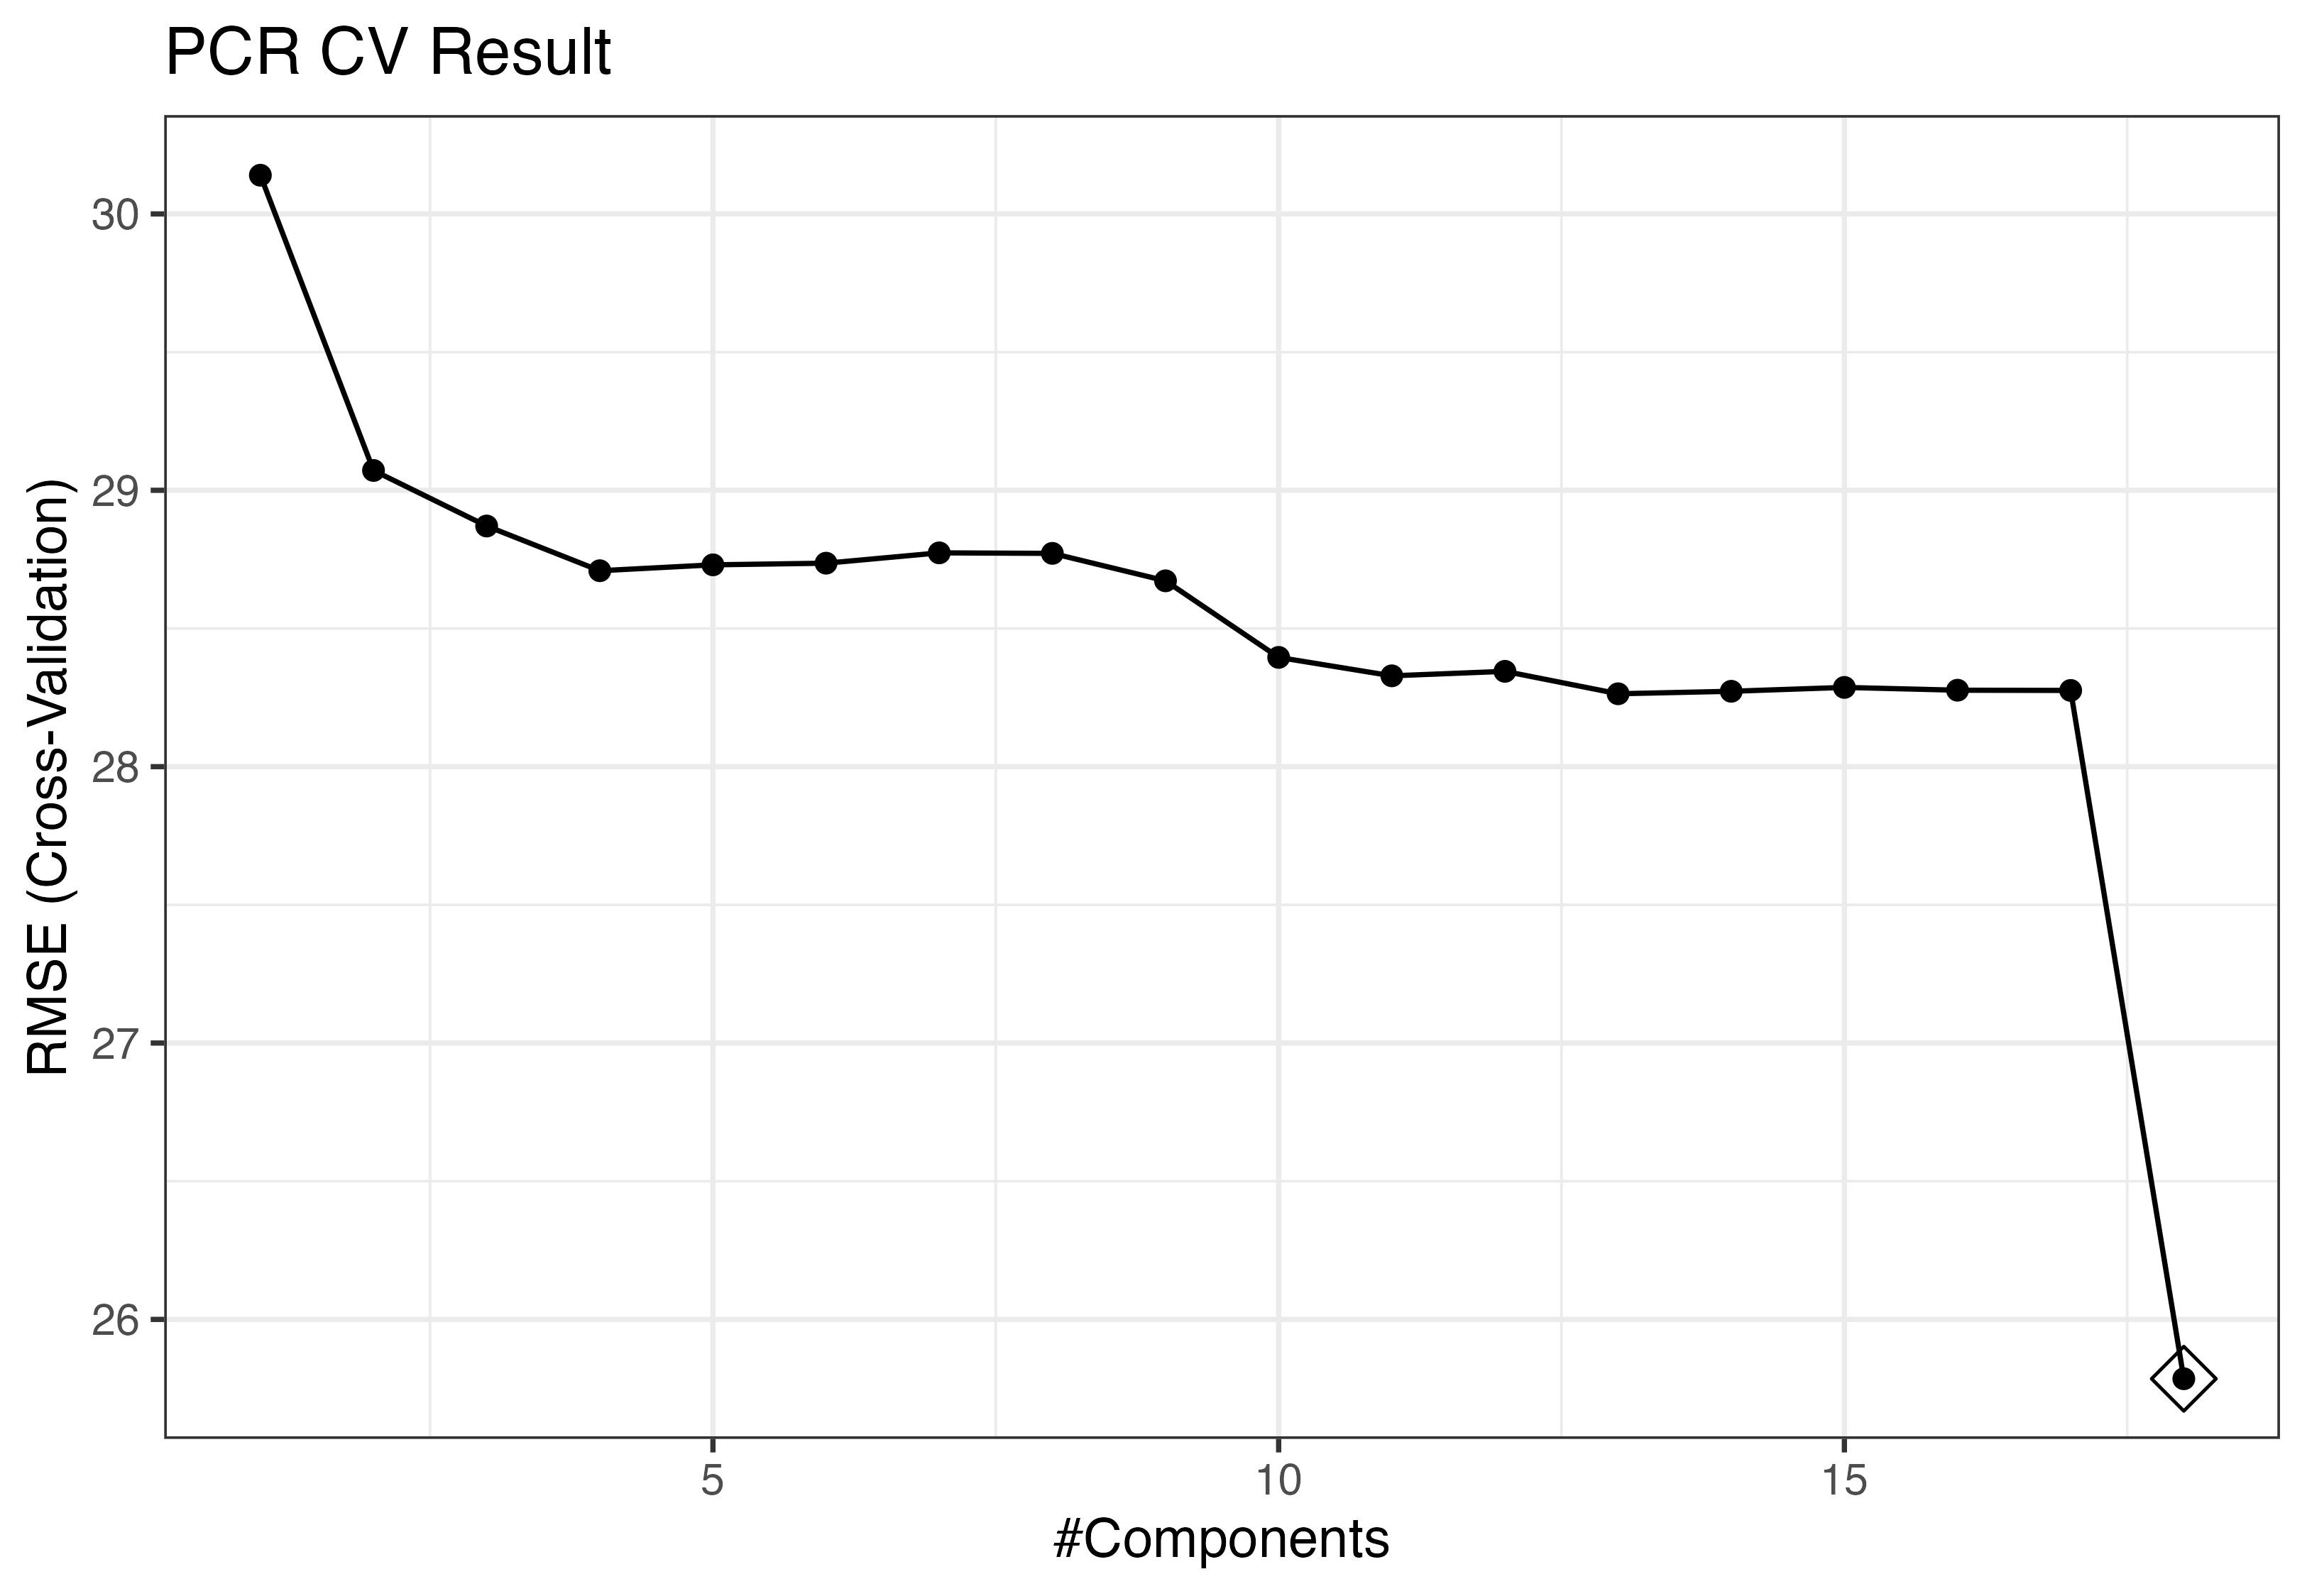 PCR CV Result
RMSE (Cross-Validation)
30
29
28
27
26
5
10
15
#Components